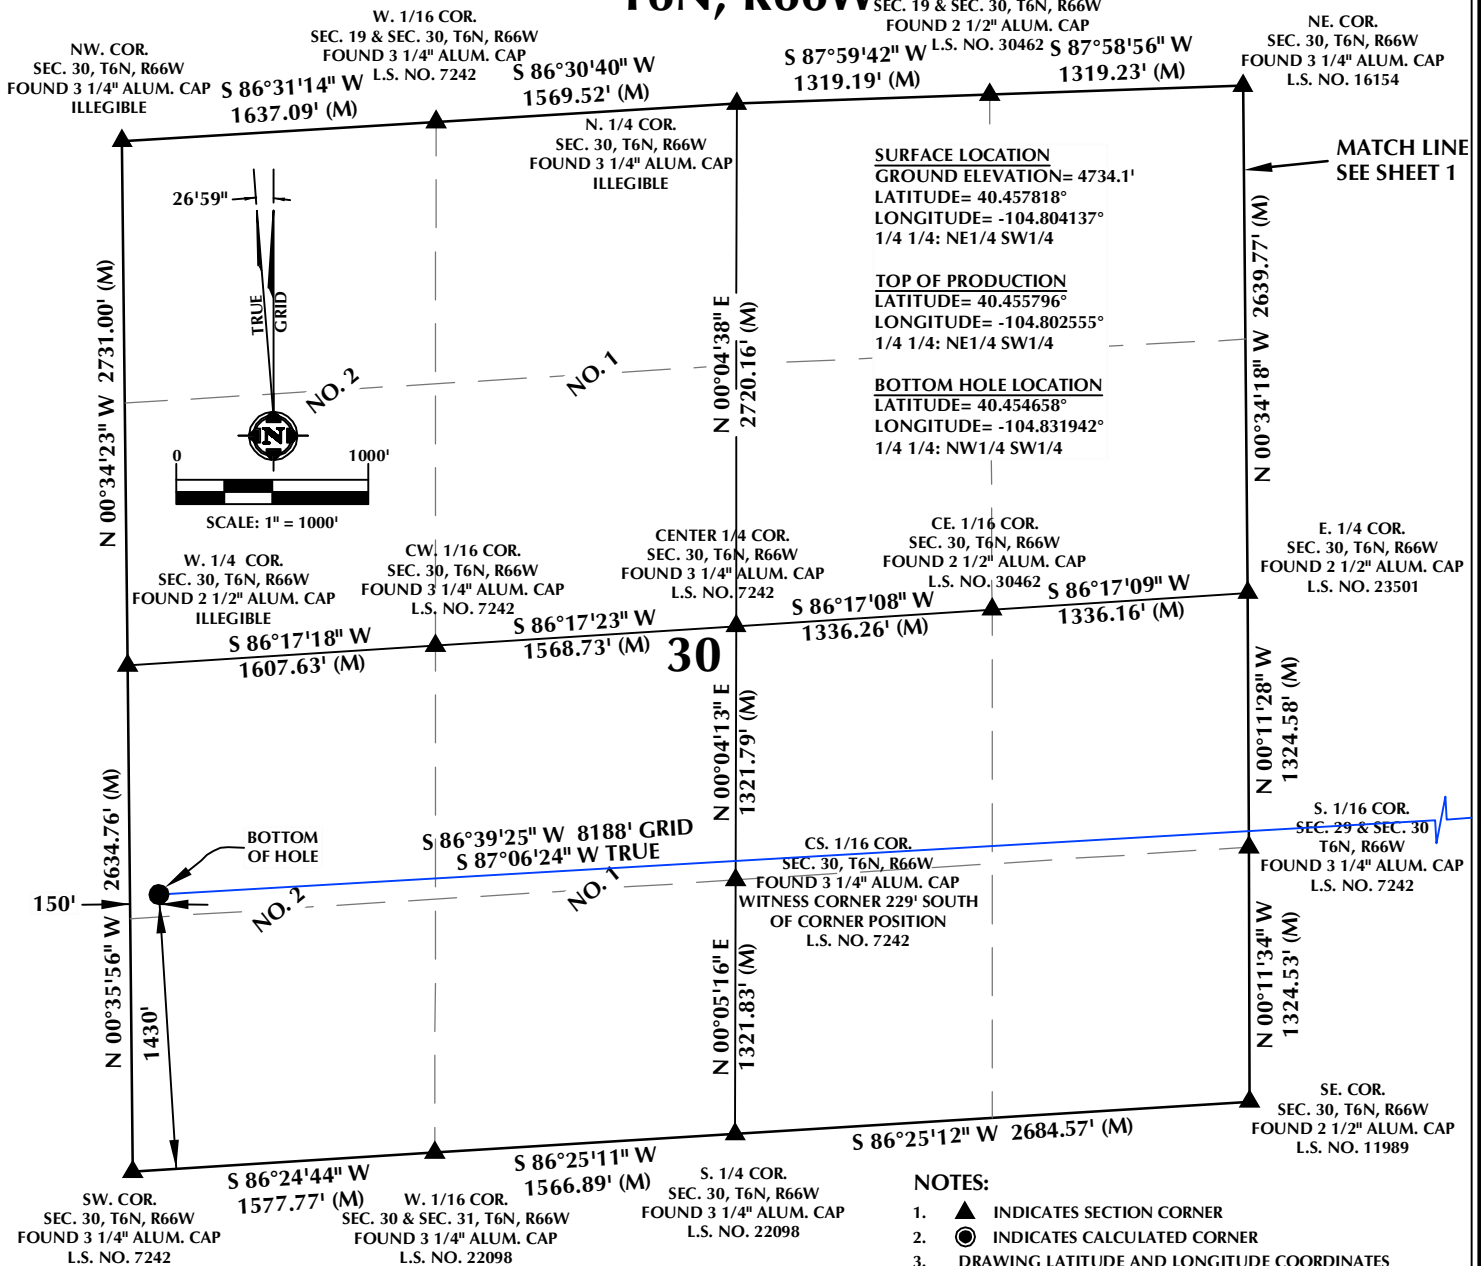 T6N, R66W
W. 1/16 COR.
SEC. 19 & SEC. 30, T6N, R66W
FOUND 3 1/4" ALUM. CAP
L.S. NO. 7242
SEC. 19 & SEC. 30, T6N, R66W
FOUND 2 1/2" ALUM. CAP
L.S. NO. 30462
NE. COR.
SEC. 30, T6N, R66W
FOUND 3 1/4" ALUM. CAP
L.S. NO. 16154
NW. COR.
SEC. 30, T6N, R66W
FOUND 3 1/4" ALUM. CAP
ILLEGIBLE
S 86°31'14" W
1637.09' (M)
S 86°30'40" W
1569.52' (M)
S 87°59'42" W
1319.19' (M)
S 87°58'56" W
1319.23' (M)
N. 1/4 COR.
SEC. 30, T6N, R66W
FOUND 3 1/4" ALUM. CAP
ILLEGIBLE
MATCH LINE
SEE SHEET 1
SURFACE LOCATION
GROUND ELEVATION= 4734.1'
LATITUDE= 40.457818°
LONGITUDE= -104.804137°
1/4 1/4: NE1/4 SW1/4
TOP OF PRODUCTION
LATITUDE= 40.455796°
LONGITUDE= -104.802555°
1/4 1/4: NE1/4 SW1/4
BOTTOM HOLE LOCATION
LATITUDE= 40.454658°
LONGITUDE= -104.831942°
1/4 1/4: NW1/4 SW1/4
26'59"
TRUE
GRID
N
0 1000'
SCALE: 1" = 1000'
NO. 2
NO. 1
N 00°34'23" W 2731.00' (M)
N 00°04'38" E
2720.16' (M)
N 00°34'18" W 2639.77' (M)
W. 1/4 COR.
SEC. 30, T6N, R66W
FOUND 2 1/2" ALUM. CAP
ILLEGIBLE
CW. 1/16 COR.
SEC. 30, T6N, R66W
FOUND 3 1/4" ALUM. CAP
L.S. NO. 7242
CENTER 1/4 COR.
SEC. 30, T6N, R66W
FOUND 3 1/4" ALUM. CAP
L.S. NO. 7242
CE. 1/16 COR.
SEC. 30, T6N, R66W
FOUND 2 1/2" ALUM. CAP
L.S. NO. 30462
E. 1/4 COR.
SEC. 30, T6N, R66W
FOUND 2 1/2" ALUM. CAP
L.S. NO. 23501
S 86°17'18" W
1607.63' (M)
S 86°17'23" W
1568.73' (M)
S 86°17'08" W
1336.26' (M)
S 86°17'09" W
1336.16' (M)
30
N 00°04'13" E
1321.79' (M)
N 00°11'28" W
1324.58' (M)
N 00°35'56" W 2634.76' (M)
BOTTOM
OF HOLE
S 86°39'25" W 8188' GRID
S 87°06'24" W TRUE
150'
NO. 2
NO. 1
1430'
CS. 1/16 COR.
SEC. 30, T6N, R66W
FOUND 3 1/4" ALUM. CAP
WITNESS CORNER 229' SOUTH
OF CORNER POSITION
L.S. NO. 7242
S. 1/16 COR.
SEC. 29 & SEC. 30
T6N, R66W
FOUND 3 1/4" ALUM. CAP
L.S. NO. 7242
N 00°05'16" E
1321.83' (M)
N 00°11'34" W
1324.53' (M)
S 86°24'44" W
1577.77' (M)
S 86°25'11" W
1566.89' (M)
S 86°25'12" W 2684.57' (M)
SW. COR.
SEC. 30, T6N, R66W
FOUND 3 1/4" ALUM. CAP
L.S. NO. 7242
W. 1/16 COR.
SEC. 30 & SEC. 31, T6N, R66W
FOUND 3 1/4" ALUM. CAP
L.S. NO. 22098
S. 1/4 COR.
SEC. 30, T6N, R66W
FOUND 3 1/4" ALUM. CAP
L.S. NO. 22098
SE. COR.
SEC. 30, T6N, R66W
FOUND 2 1/2" ALUM. CAP
L.S. NO. 11989
NOTES:
1. INDICATES SECTION CORNER
2. INDICATES CALCULATED CORNER
3. DRAWING LATITUDE AND LONGITUDE COORDINATES